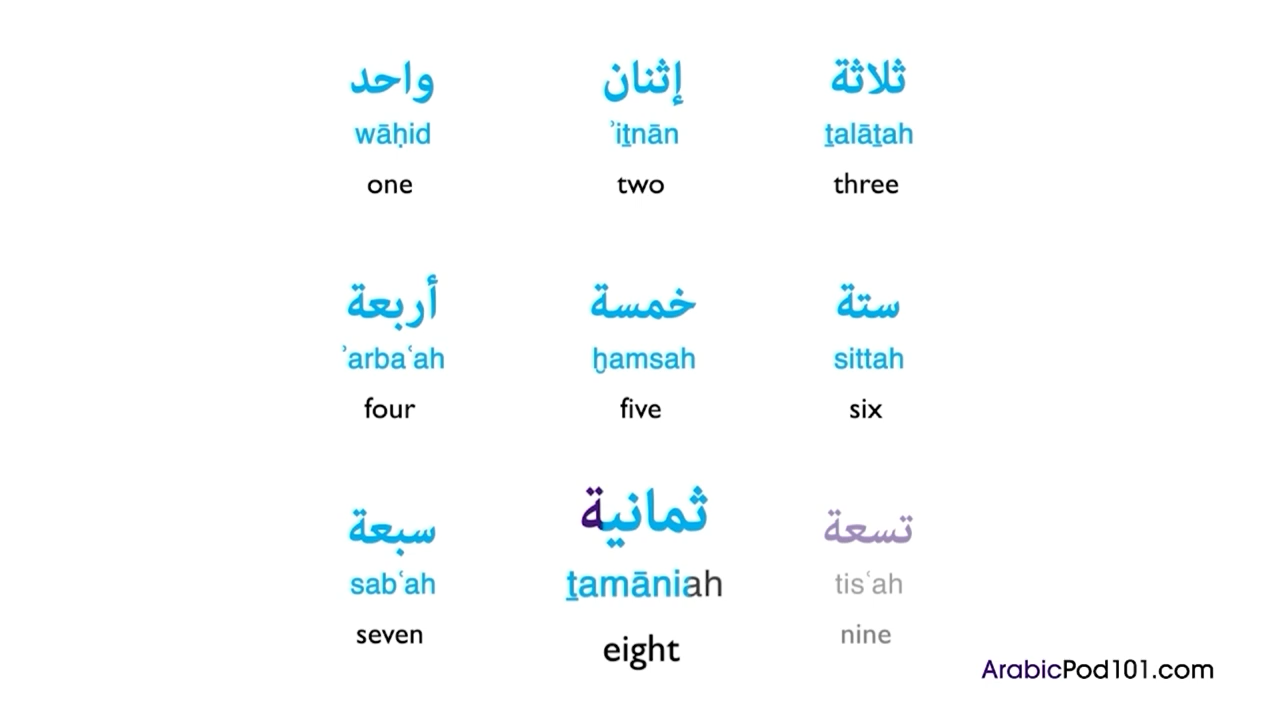 واحد إثنان ثلاثة
wāḥid ʾiṯnān ṯalāṯah
one two three
أربعة خمسة ستة
ʾarbaʿah ḫamsah sittah
four five six
سبعة ثمانية تسعة
sabʿah ṯamāniah tisʿah
seven eight nine
ArabicPod101.com